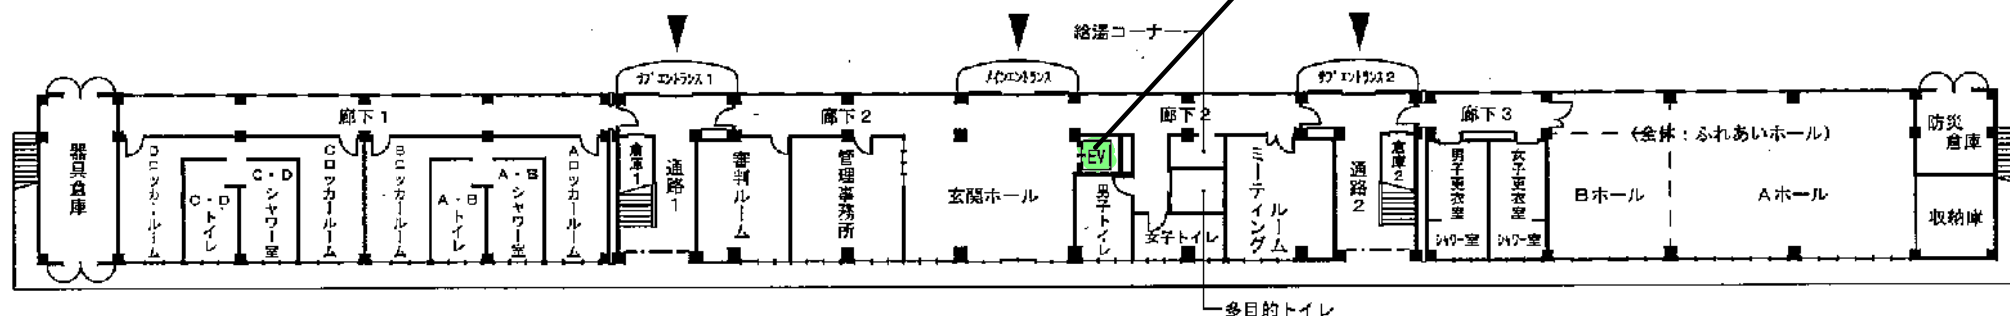 給湯コーナー
サブエントランス1
メインエントランス
サブエントランス2
廊下1
廊下2
廊下2
廊下3
器具倉庫
Dロッカールーム
C・Dトイレ
C・Dシャワー室
Cロッカールーム
Bロッカールーム
A・Bトイレ
A・Bシャワー室
Aロッカールーム
倉庫1
通路1
審判ルーム
管理事務所
玄関ホール
EV
男子トイレ
女子トイレ
ミーティングルーム
通路2
倉庫2
男子更衣室
シャワー室
女子更衣室
シャワー室
(全体:ふれあいホール)
Bホール
Aホール
防災倉庫
収納庫
多目的トイレ